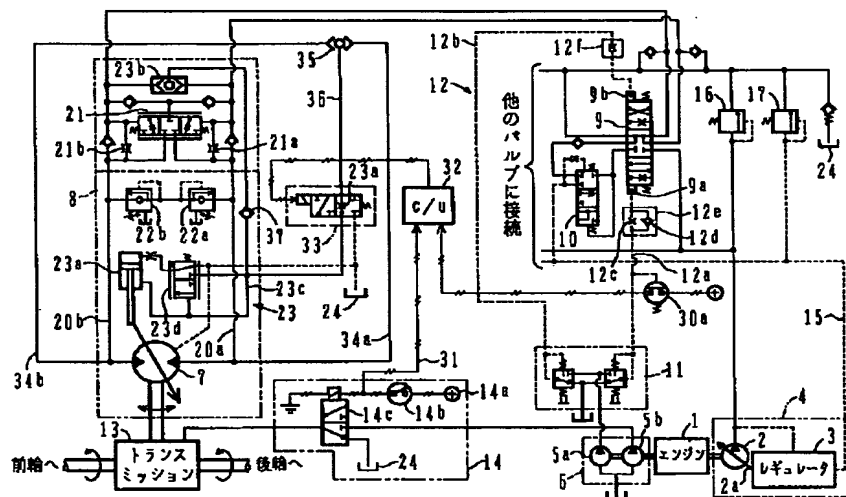 12b
12f
35
23b
12
9b
16
17
36
9
21
24
21b
21a
32
23a
C/U
他のバルブに接続
9a
8
22b
22a
37
33
10
12e
12d
12c
12a
23a
23c
24
30a
23d
23
20b
20a
34a
15
34b
7
31
11
14a
4
13
14c
14b
5b
1
2
3
トランスミッション
前輪へ
後輪へ
24
14
5a
エンジン
2a
レギュレータ
6